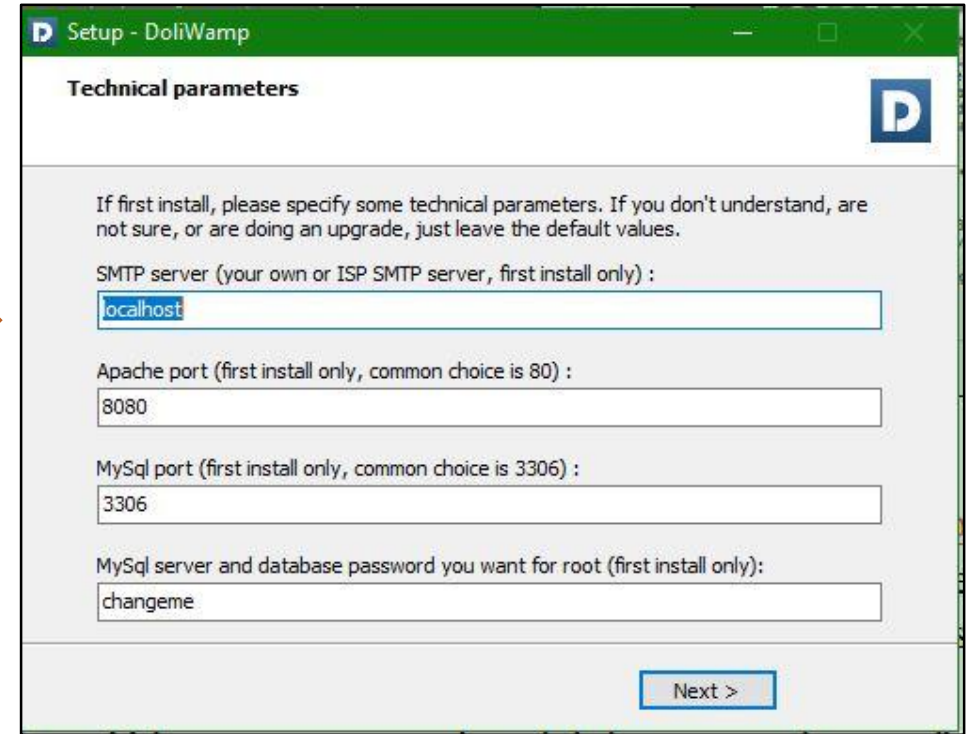 Setup - DoliWamp
Technical parameters
If first install, please specify some technical parameters. If you don't understand, are
not sure, or are doing an upgrade, just leave the default values.
SMTP server (your own or ISP SMTP server, first install only) :
localhost
Apache port (first install only, common choice is 80) :
8080
MySql port (first install only, common choice is 3306) :
3306
MySql server and database password you want for root (first install only):
changeme
Next >